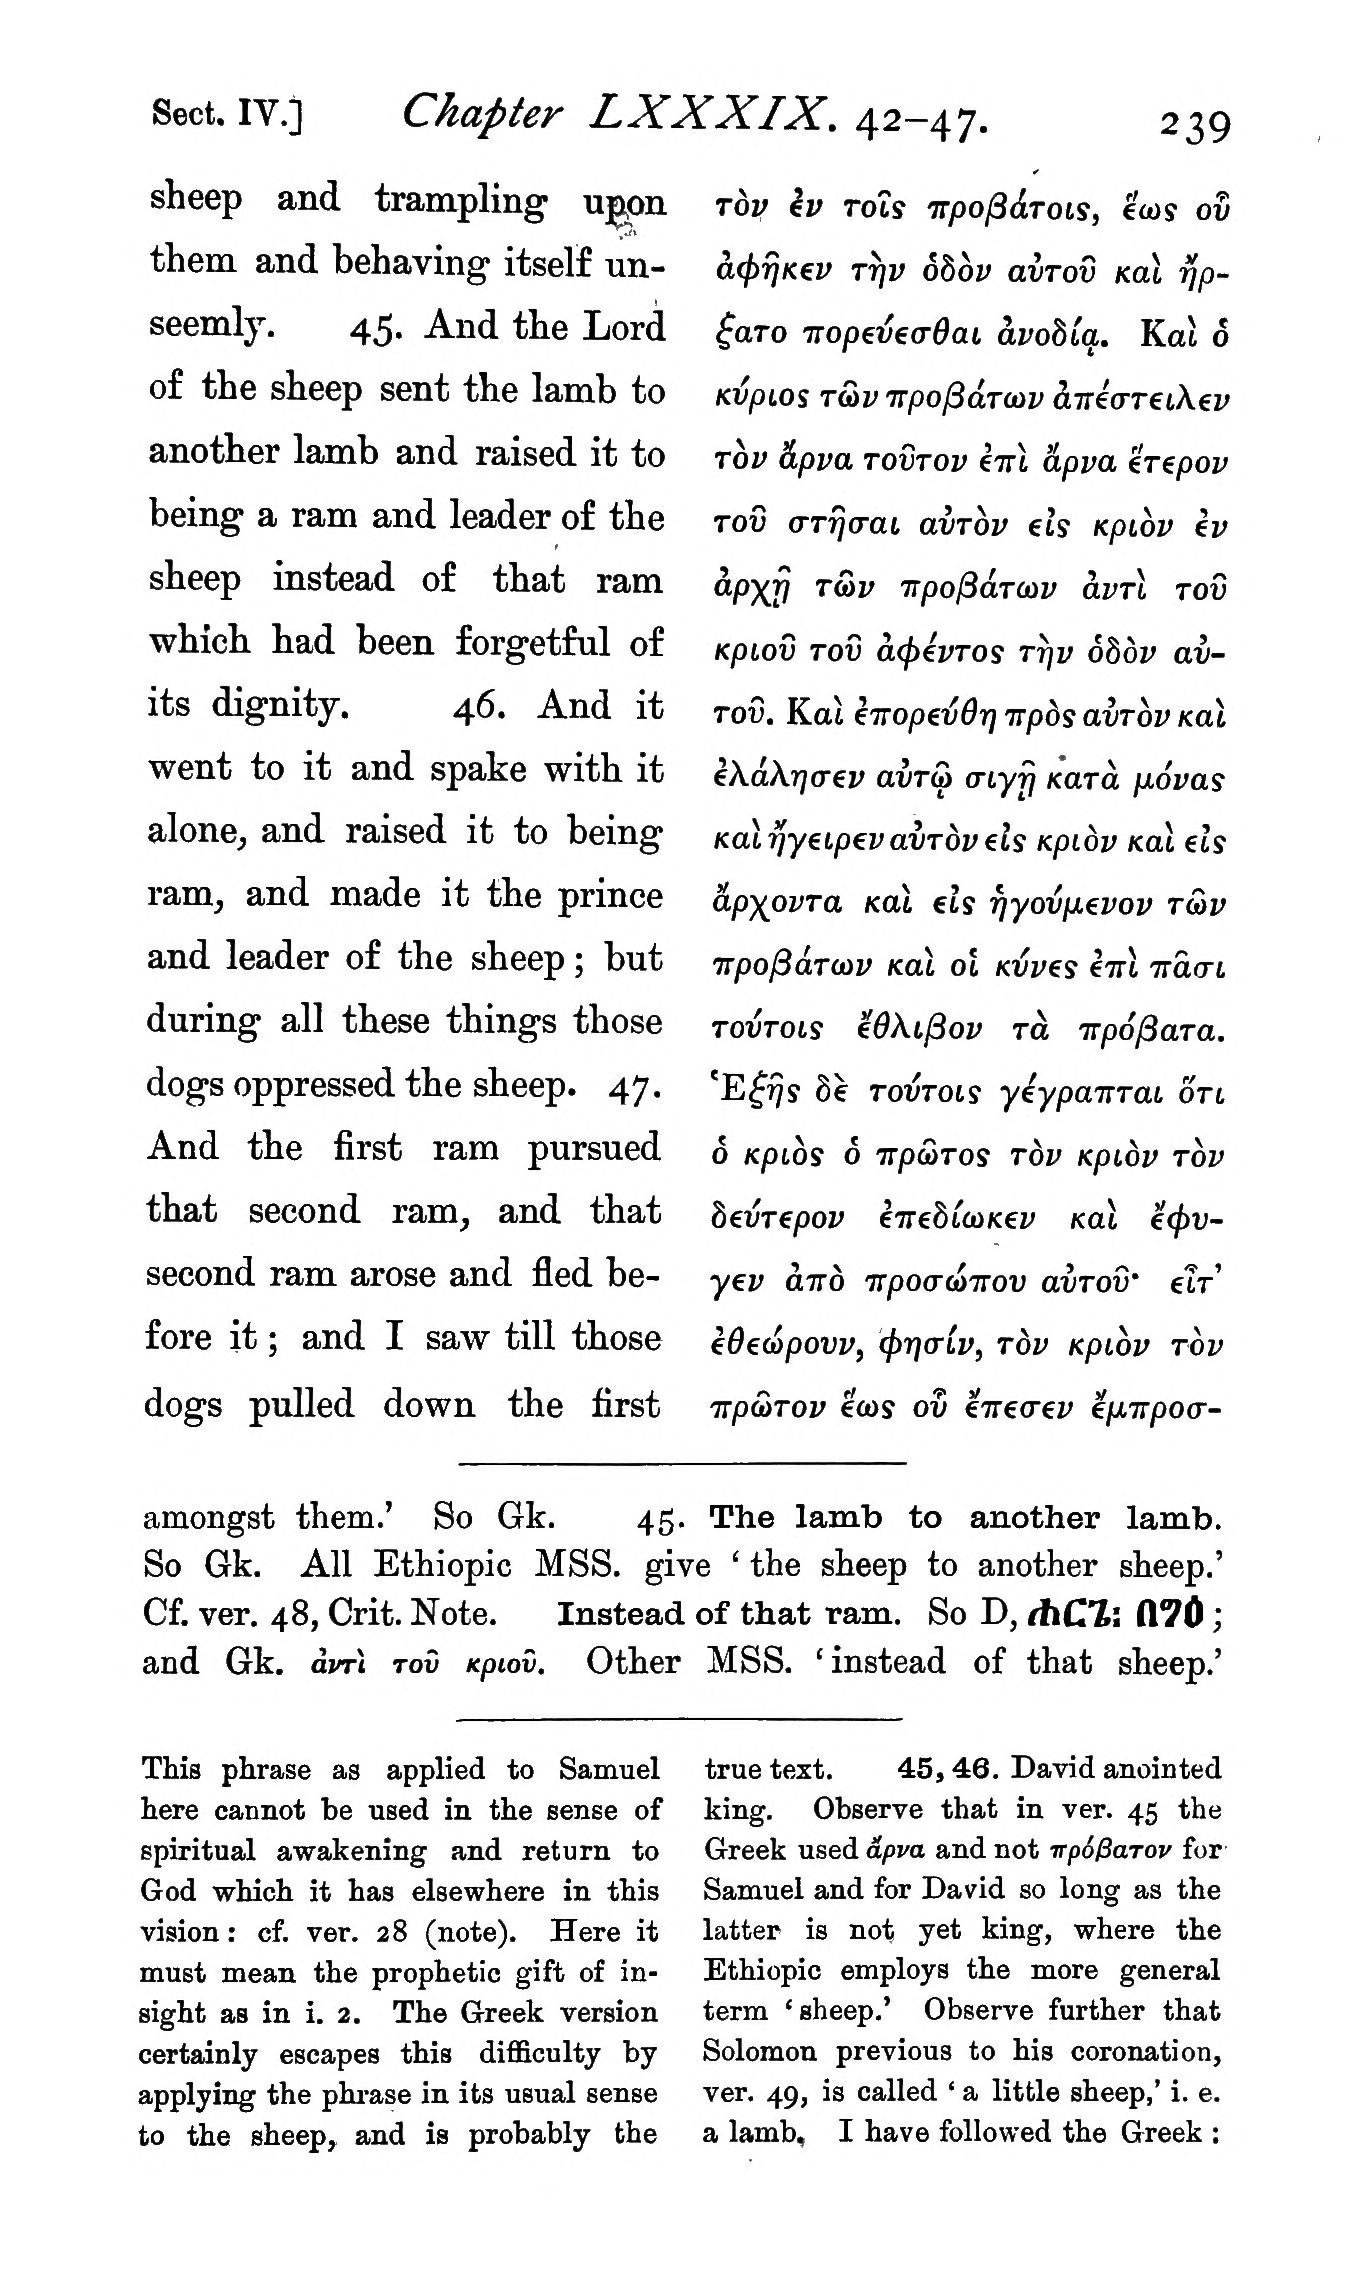 Sect. IV.] Chapter LXXXIX. 42–47. 239
sheep and trampling upon
them and behaving itself un-
seemly. 45. And the Lord
of the sheep sent the lamb to
another lamb and raised it to
being a ram and leader of the
sheep instead of that ram
which had been forgetful of
its dignity. 46. And it
went to it and spake with it
alone, and raised it to being
ram, and made it the prince
and leader of the sheep; but
during all these things those
dogs oppressed the sheep. 47.
And the first ram pursued
that second ram, and that
second ram arose and fled be-
fore it; and I saw till those
dogs pulled down the first
τὸν ἐν τοῖς προβάτοις, ἕως οὗ
ἀφῆκεν τὴν ὁδὸν αὐτοῦ καὶ ἤρ-
ξατο πορεύεσθαι ἀνοδίᾳ. Καὶ ὁ
κύριος τῶν προβάτων ἀπέστειλεν
τὸν ἄρνα τοῦτον ἐπὶ ἄρνα ἕτερον
τοῦ στῆσαι αὐτὸν εἰς κριὸν ἐν
ἀρχῇ τῶν προβάτων ἀντὶ τοῦ
κριοῦ τοῦ ἀφέντος τὴν ὁδὸν αὐ-
τοῦ. Καὶ ἐπορεύθη πρὸς αὐτὸν καὶ
ἐλάλησεν αὐτῷ σιγῇ κατὰ μόνας
καὶ ἤγειρεν αὐτὸν εἰς κριὸν καὶ εἰς
ἄρχοντα καὶ εἰς ἡγούμενον τῶν
προβάτων καὶ οἱ κύνες ἐπὶ πᾶσι
τούτοις ἔθλιβον τὰ πρόβατα.
Ἑξῆς δὲ τούτοις γέγραπται ὅτι
ὁ κριὸς ὁ πρῶτος τὸν κριὸν τὸν
δεύτερον ἐπεδίωκεν καὶ ἔφυ-
γεν ἀπὸ προσώπου αὐτοῦ· εἶτ'
ἐθεώρουν, φησίν, τὸν κριὸν τὸν
πρῶτον ἕως οὗ ἔπεσεν ἔμπροσ-
amongst them.’ So Gk. 45. The lamb to another lamb.
So Gk. All Ethiopic MSS. give ‘the sheep to another sheep.’
Cf. ver. 48, Crit. Note. Instead of that ram. So D, ሐርጌ፡ በግዕ;
and Gk. ἀντὶ τοῦ κριοῦ. Other MSS. ‘instead of that sheep.’
This phrase as applied to Samuel
here cannot be used in the sense of
spiritual awakening and return to
God which it has elsewhere in this
vision: cf. ver. 28 (note). Here it
must mean the prophetic gift of in-
sight as in i. 2. The Greek version
certainly escapes this difficulty by
applying the phrase in its usual sense
to the sheep, and is probably the
true text. 45, 46. David anointed
king. Observe that in ver. 45 the
Greek used ἄρνα and not πρόβατον for
Samuel and for David so long as the
latter is not yet king, where the
Ethiopic employs the more general
term ‘sheep.’ Observe further that
Solomon previous to his coronation,
ver. 49, is called ‘a little sheep,’ i. e.
a lamb, I have followed the Greek: